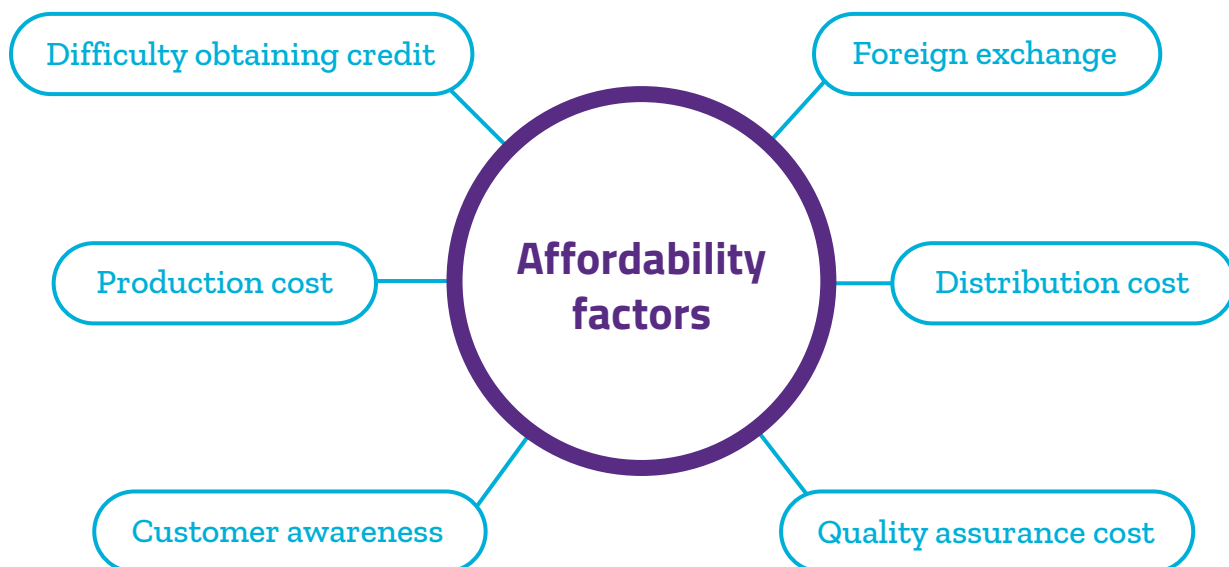 Difficulty obtaining credit
Foreign exchange
Affordability
factors
Production cost
Distribution cost
Customer awareness
Quality assurance cost